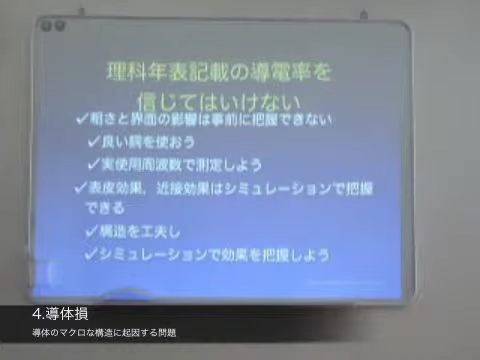 理科年表記載の導電率を
信じてはいけない
✓粗さと界面の影響は事前に把握できない
✓良い銅を使おう
✓実使用周波数で測定しよう
✓表皮効果、近接効果はシミュレーションで把握
できる
✓構造を工夫し
✓シミュレーションで効果を把握しよう
4.導体損
導体のマクロな構造に起因する問題